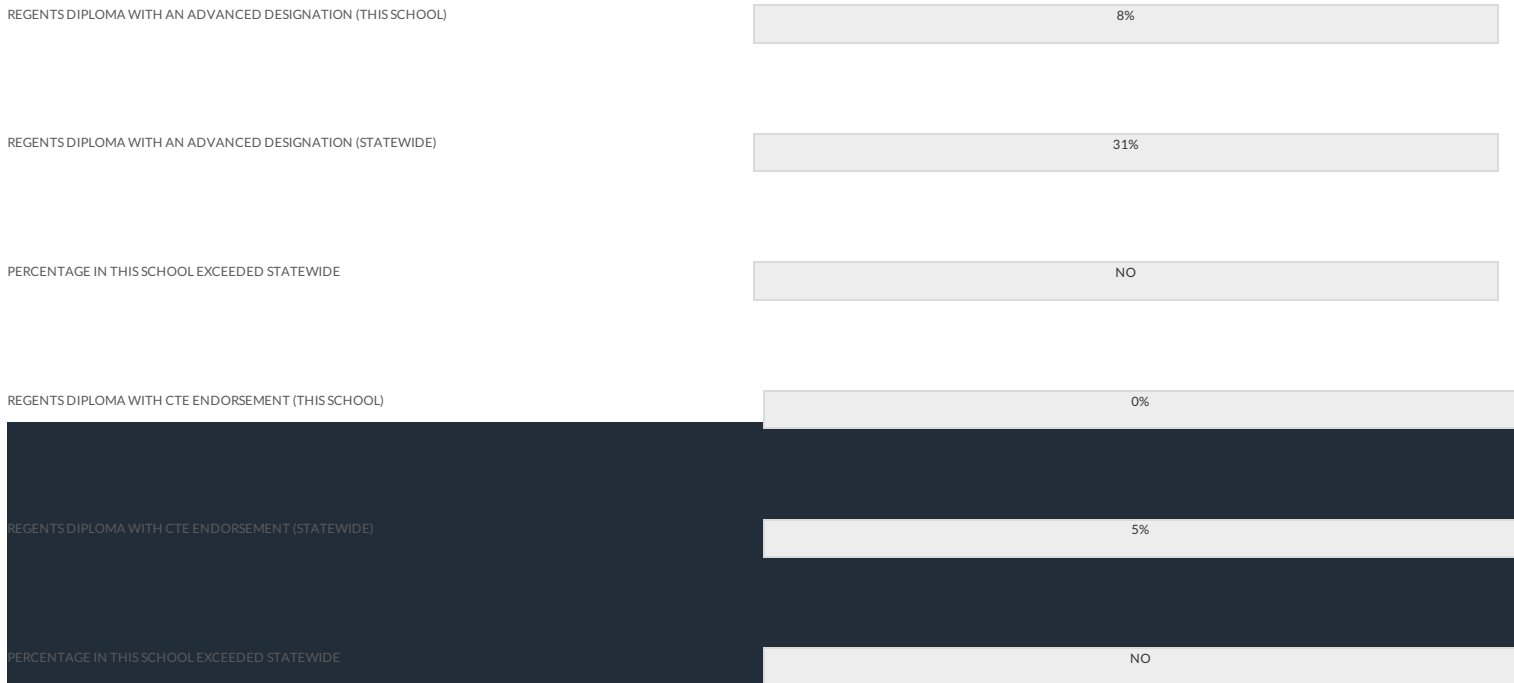 REGENTS DIPLOMA WITH AN ADVANCED DESIGNATION (THIS SCHOOL) 8%
REGENTS DIPLOMA WITH AN ADVANCED DESIGNATION (STATEWIDE) 31%
PERCENTAGE IN THIS SCHOOL EXCEEDED STATEWIDE NO
REGENTS DIPLOMA WITH CTE ENDORSEMENT (THIS SCHOOL) 0%
REGENTS DIPLOMA WITH CTE ENDORSEMENT (STATEWIDE) 5%
PERCENTAGE IN THIS SCHOOL EXCEEDED STATEWIDE NO